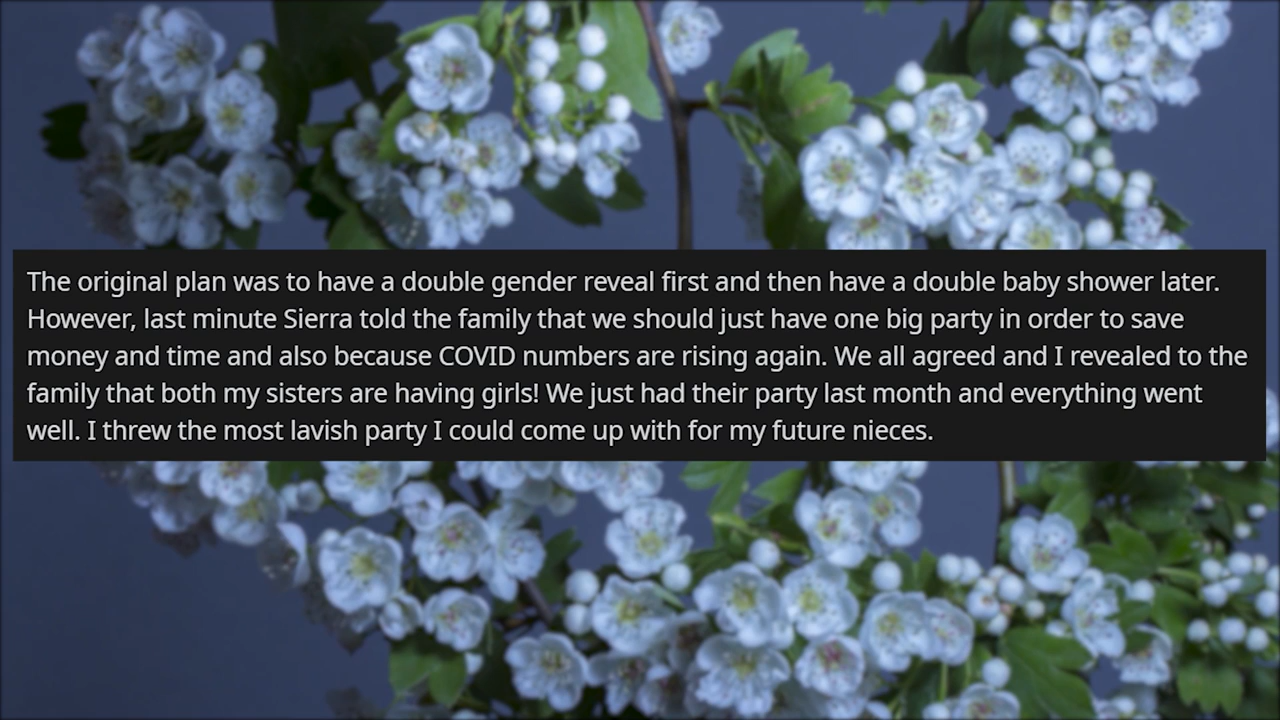 The original plan was to have a double gender reveal first and then have a double baby shower later.
However, last minute Sierra told the family that we should just have one big party in order to save
money and time and also because COVID numbers are rising again. We all agreed and I revealed to the
family that both my sisters are having girls! We just had their party last month and everything went
well. I threw the most lavish party I could come up with for my future nieces.